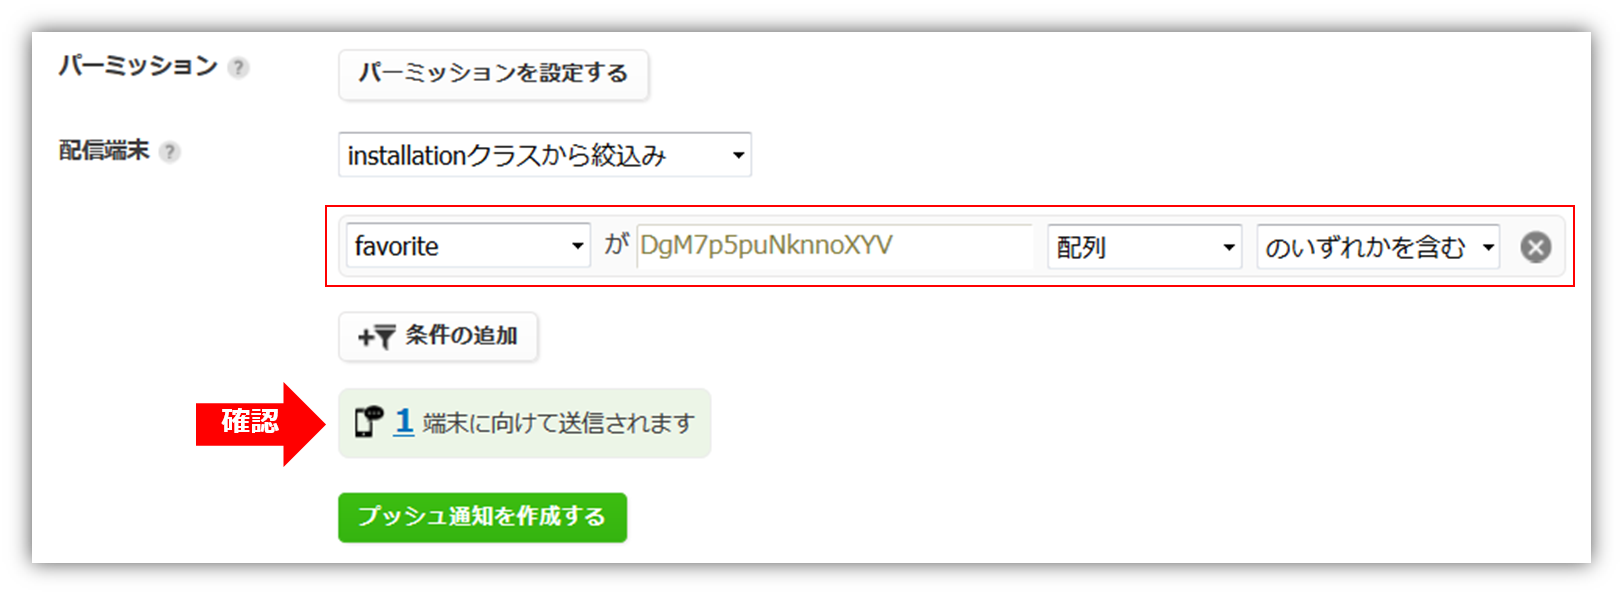 パーミッション ?
パーミッションを設定する
配信端末 ?
installationクラスから絞込み
favorite が DgM7p5puNknnoXYV 配列 のいずれかを含む
条件の追加
確認
1 端末に向けて送信されます
プッシュ通知を作成する